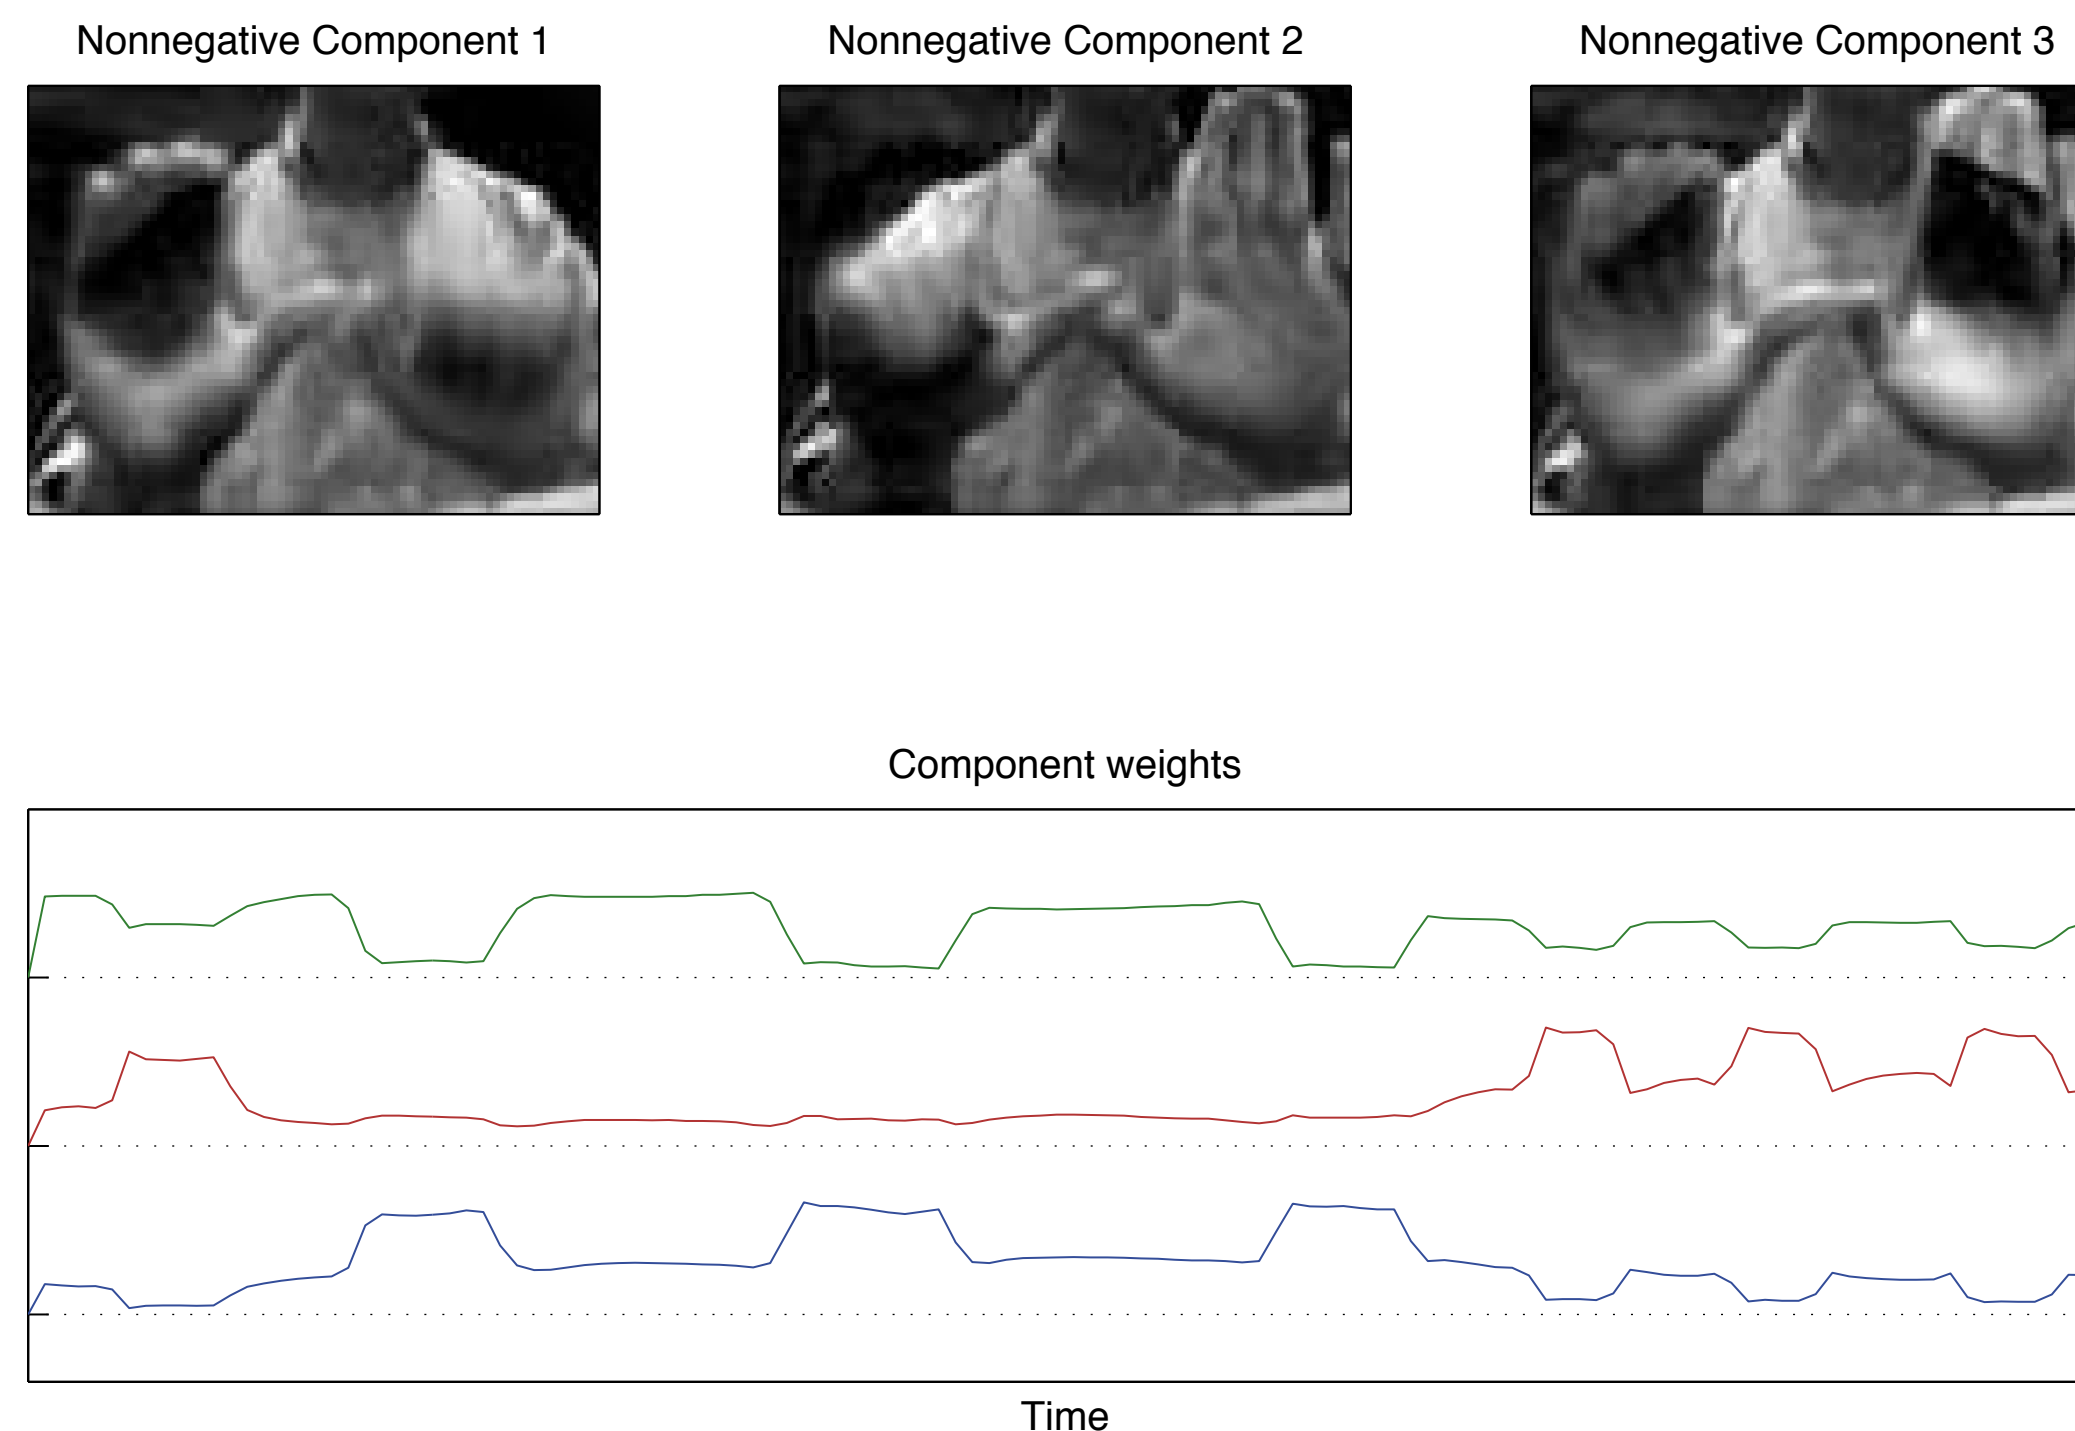 Nonnegative Component 1
Nonnegative Component 2
Nonnegative Component 3
Component weights
Time